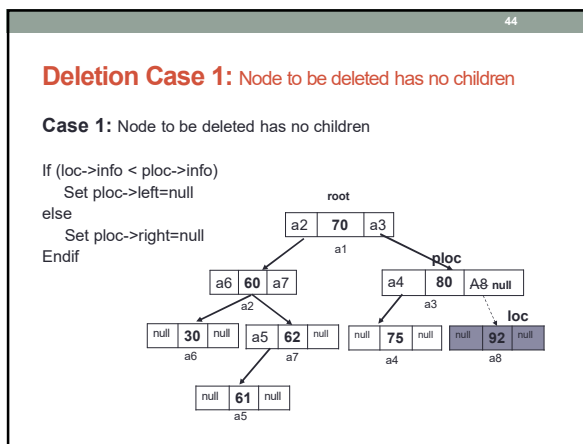 44
Deletion Case 1: Node to be deleted has no children
Case 1: Node to be deleted has no children
If (loc->info < ploc->info)
Set ploc->left=null
else
Set ploc->right=null
Endif
root
a2 70 a3
a1
ploc
a6 60 a7
a2
a4 80 A8 null
a3
loc
null 30 null
a6
a5 62 null
a7
null 75 null
a4
null 92 null
a8
null 61 null
a5